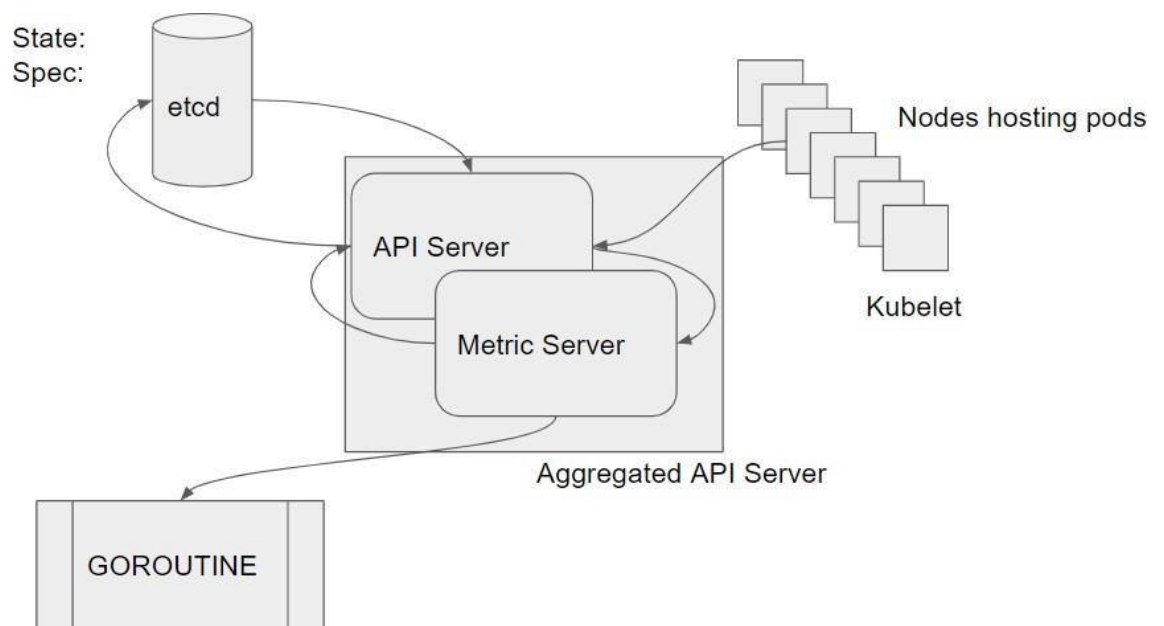 State:
Spec:
etcd
Nodes hosting pods
API Server
Kubelet
Metric Server
Aggregated API Server
GOROUTINE